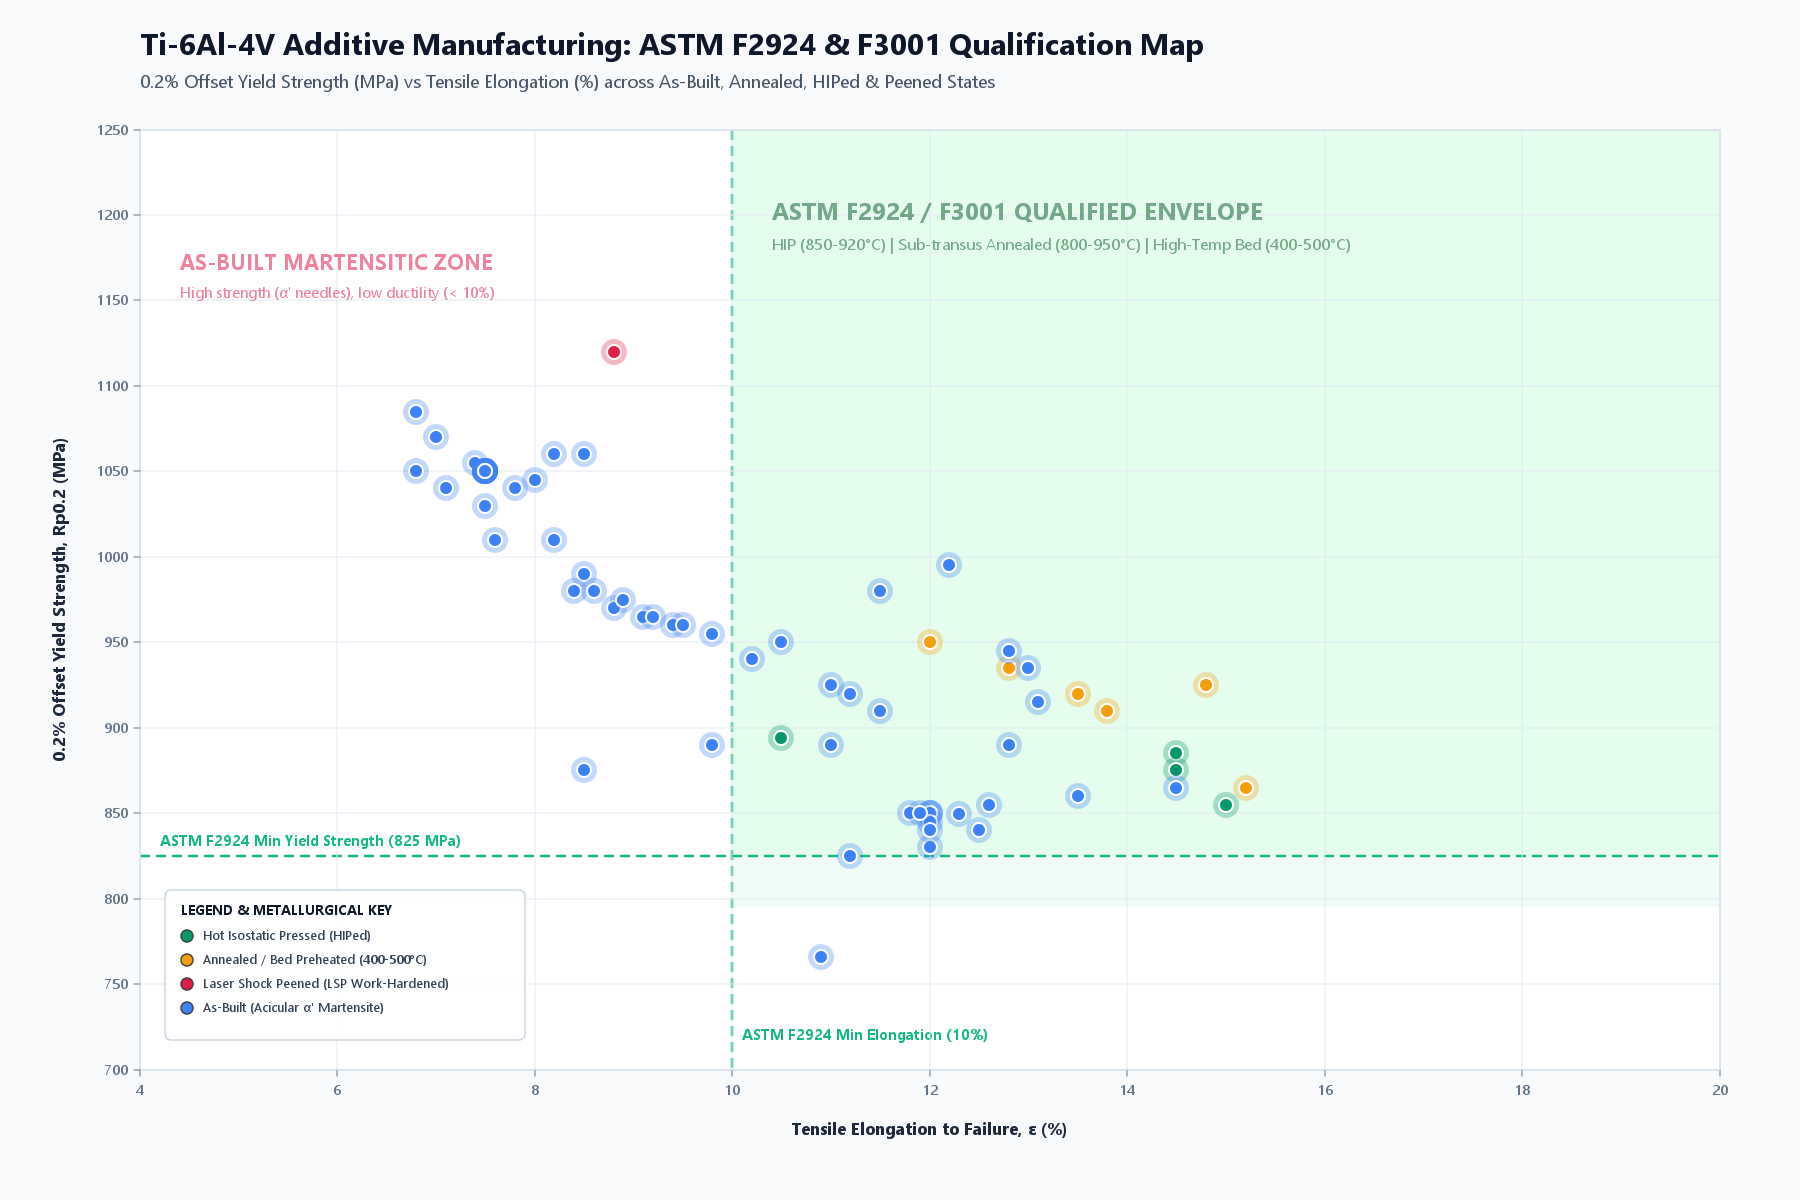 Ti-6Al-4V Additive Manufacturing: ASTM F2924 & F3001 Qualification Map
0.2% Offset Yield Strength (MPa) vs Tensile Elongation (%) across As-Built, Annealed, HIPed & Peened States
1250
1200
1150
1100
1050
1000
950
900
850
800
750
700
0.2% Offset Yield Strength, Rp0.2 (MPa)
AS-BUILT MARTENSITIC ZONE
High strength (α' needles), low ductility (< 10%)
ASTM F2924 / F3001 QUALIFIED ENVELOPE
HIP (850-920°C) | Sub-transus Annealed (800-950°C) | High-Temp Bed (400-500°C)
ASTM F2924 Min Yield Strength (825 MPa)
LEGEND & METALLURGICAL KEY
Hot Isostatic Pressed (HIPed)
Annealed / Bed Preheated (400-500°C)
Laser Shock Peened (LSP Work-Hardened)
As-Built (Acicular α' Martensite)
ASTM F2924 Min Elongation (10%)
4 6 8 10 12 14 16 18 20
Tensile Elongation to Failure, ε (%)